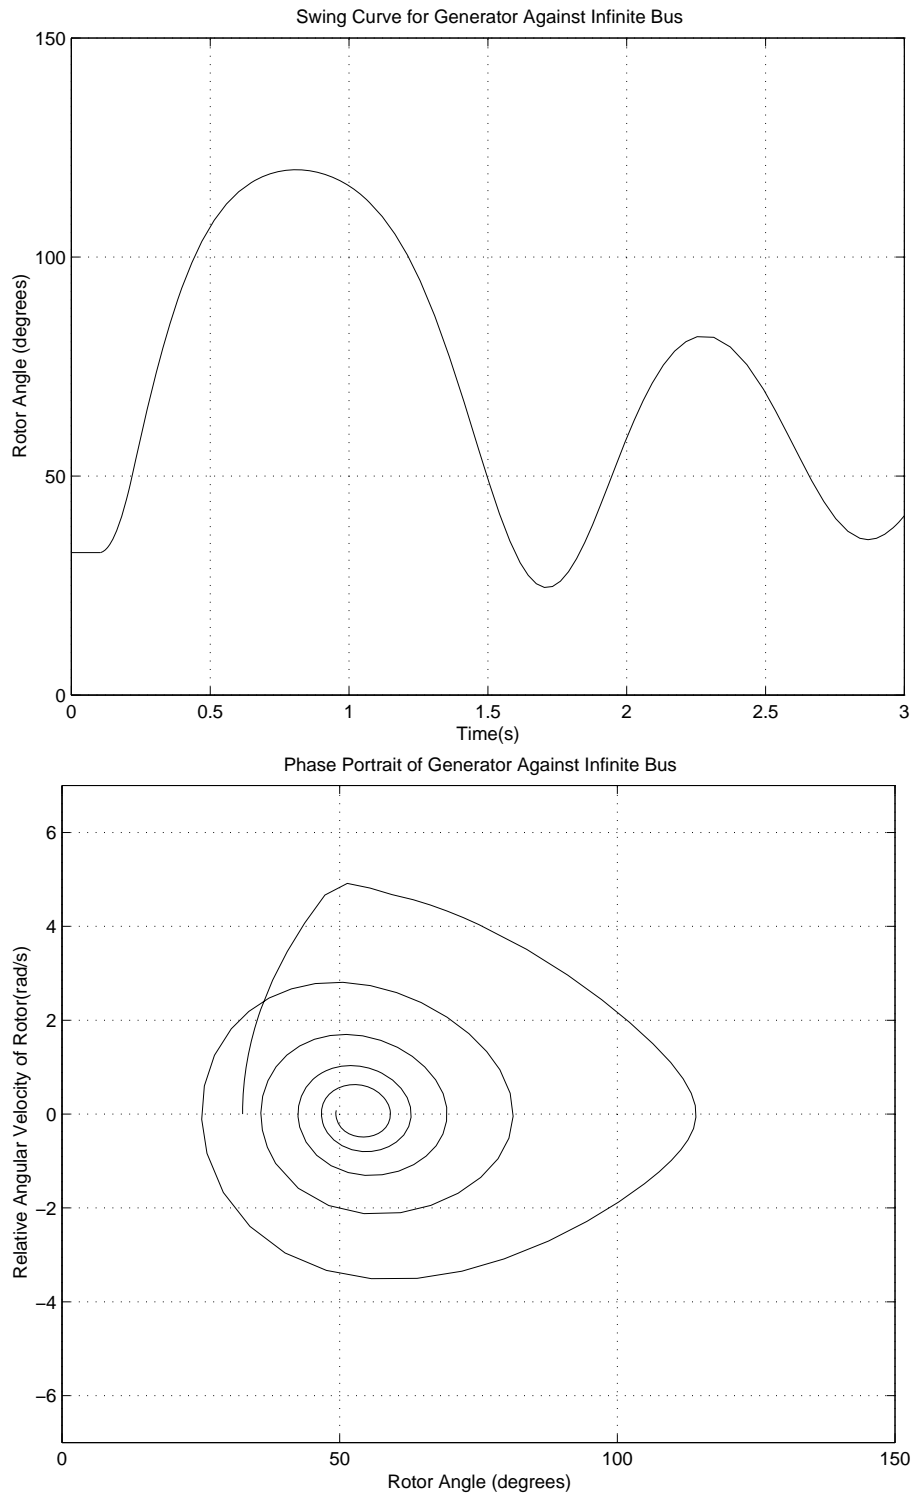 Swing Curve for Generator Against Infinite Bus
150
100
50
0
Rotor Angle (degrees)
0 0.5 1 1.5 2 2.5 3
Time(s)
Phase Portrait of Generator Against Infinite Bus
6
4
2
0
−2
−4
−6
Relative Angular Velocity of Rotor(rad/s)
0 50 100 150
Rotor Angle (degrees)